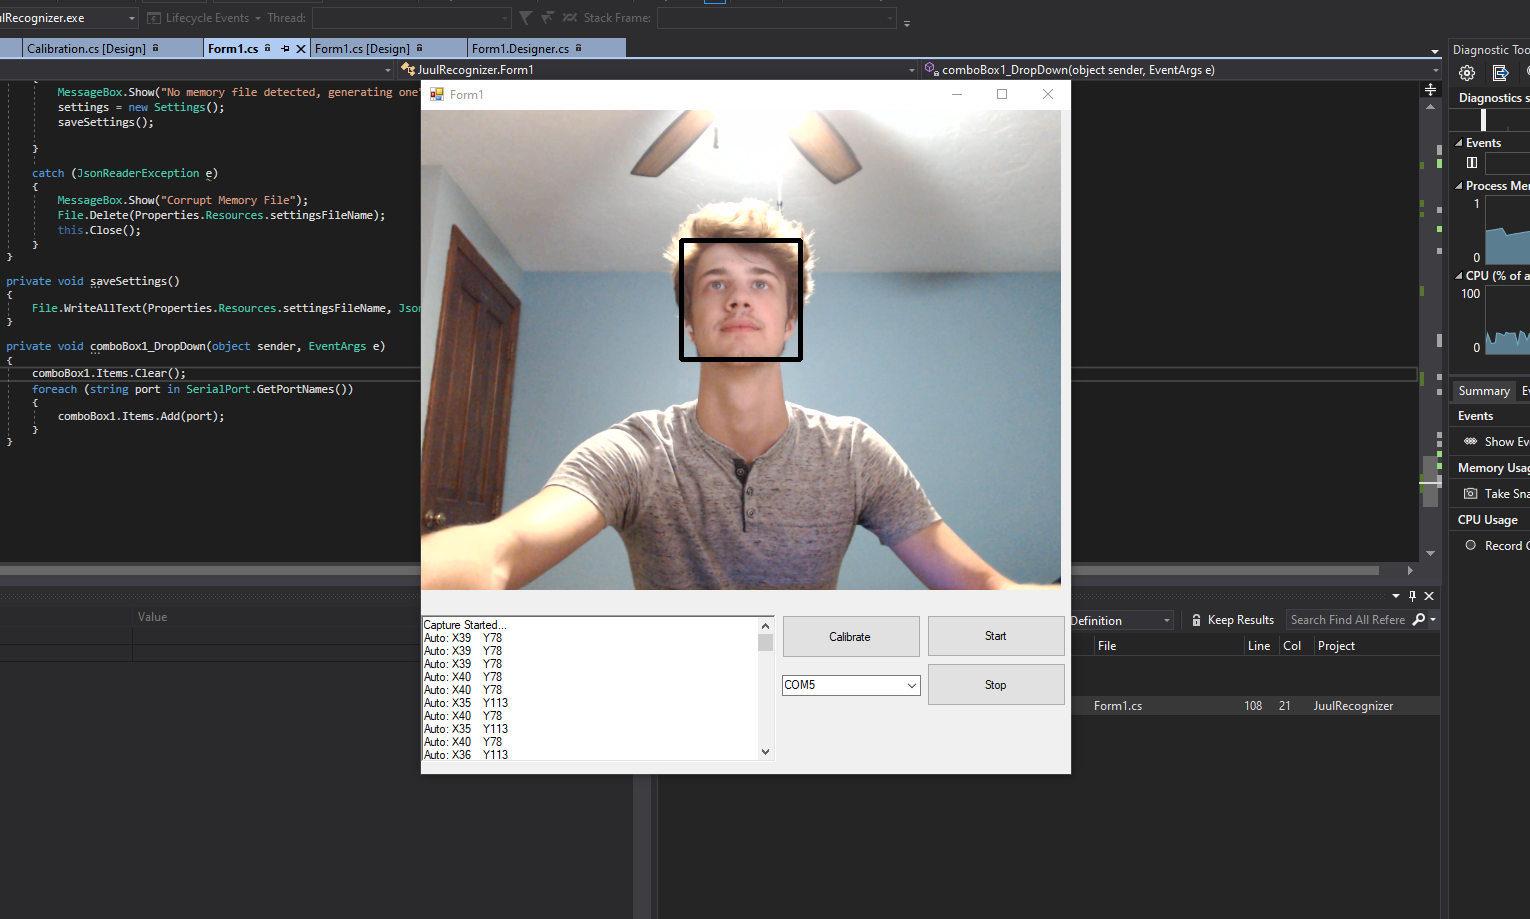 ulRecognizer.exe
Lifecycle Events
Thread:
Stack Frame:
Calibration.cs [Design]
Form1.cs
Form1.cs [Design]
Form1.Designer.cs
JuulRecognizer.Form1
comboBox1_DropDown(object sender, EventArgs e)
{
MessageBox.Show("No memory file detected, generating one"
settings = new Settings();
saveSettings();
}
catch (JsonReaderException e)
{
MessageBox.Show("Corrupt Memory File");
File.Delete(Properties.Resources.settingsFileName);
this.Close();
}
}
private void saveSettings()
{
File.WriteAllText(Properties.Resources.settingsFileName, Json
}
private void comboBox1_DropDown(object sender, EventArgs e)
{
comboBox1.Items.Clear();
foreach (string port in SerialPort.GetPortNames())
{
comboBox1.Items.Add(port);
}
}
Value
Form1
Capture Started...
Auto: X39 Y78
Auto: X39 Y78
Auto: X39 Y78
Auto: X40 Y78
Auto: X40 Y78
Auto: X35 Y113
Auto: X40 Y78
Auto: X35 Y113
Auto: X40 Y78
Auto: X36 Y113
Calibrate
Start
COM5
Stop
Definition
Keep Results
Search Find All Refere
File
Line
Col
Project
Form1.cs
108
21
JuulRecognizer
Diagnostic Too
Diagnostics s
Events
Process Mem
1
0
CPU (% of a
100
0
Summary
Ev
Events
Show Eve
Memory Usag
Take Sna
CPU Usage
Record C